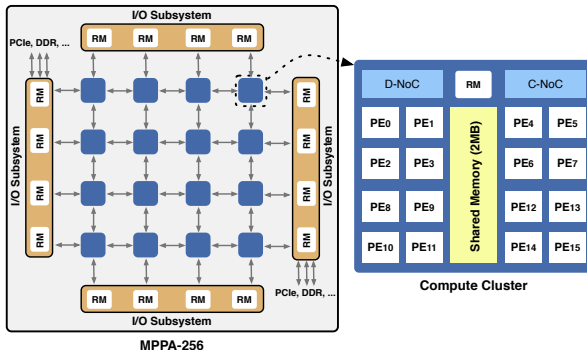 I/O Subsystem
RM RM RM RM
PCIe, DDR, ...
RM
RM
RM
RM
I/O Subsystem
RM
RM
RM
RM
I/O Subsystem
PCIe, DDR, ...
RM RM RM RM
I/O Subsystem
MPPA-256
D-NoC RM C-NoC
PE0 PE1 PE4 PE5
PE2 PE3 PE6 PE7
PE8 PE9 PE12 PE13
PE10 PE11 PE14 PE15
Shared Memory (2MB)
Compute Cluster